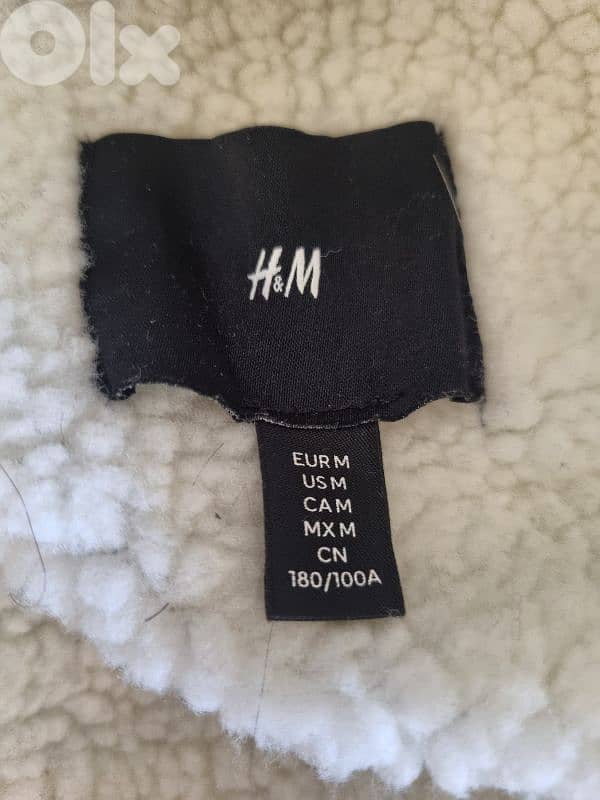 Olx
H&M
EUR M
US M
CA M
MX M
CN
180/100A